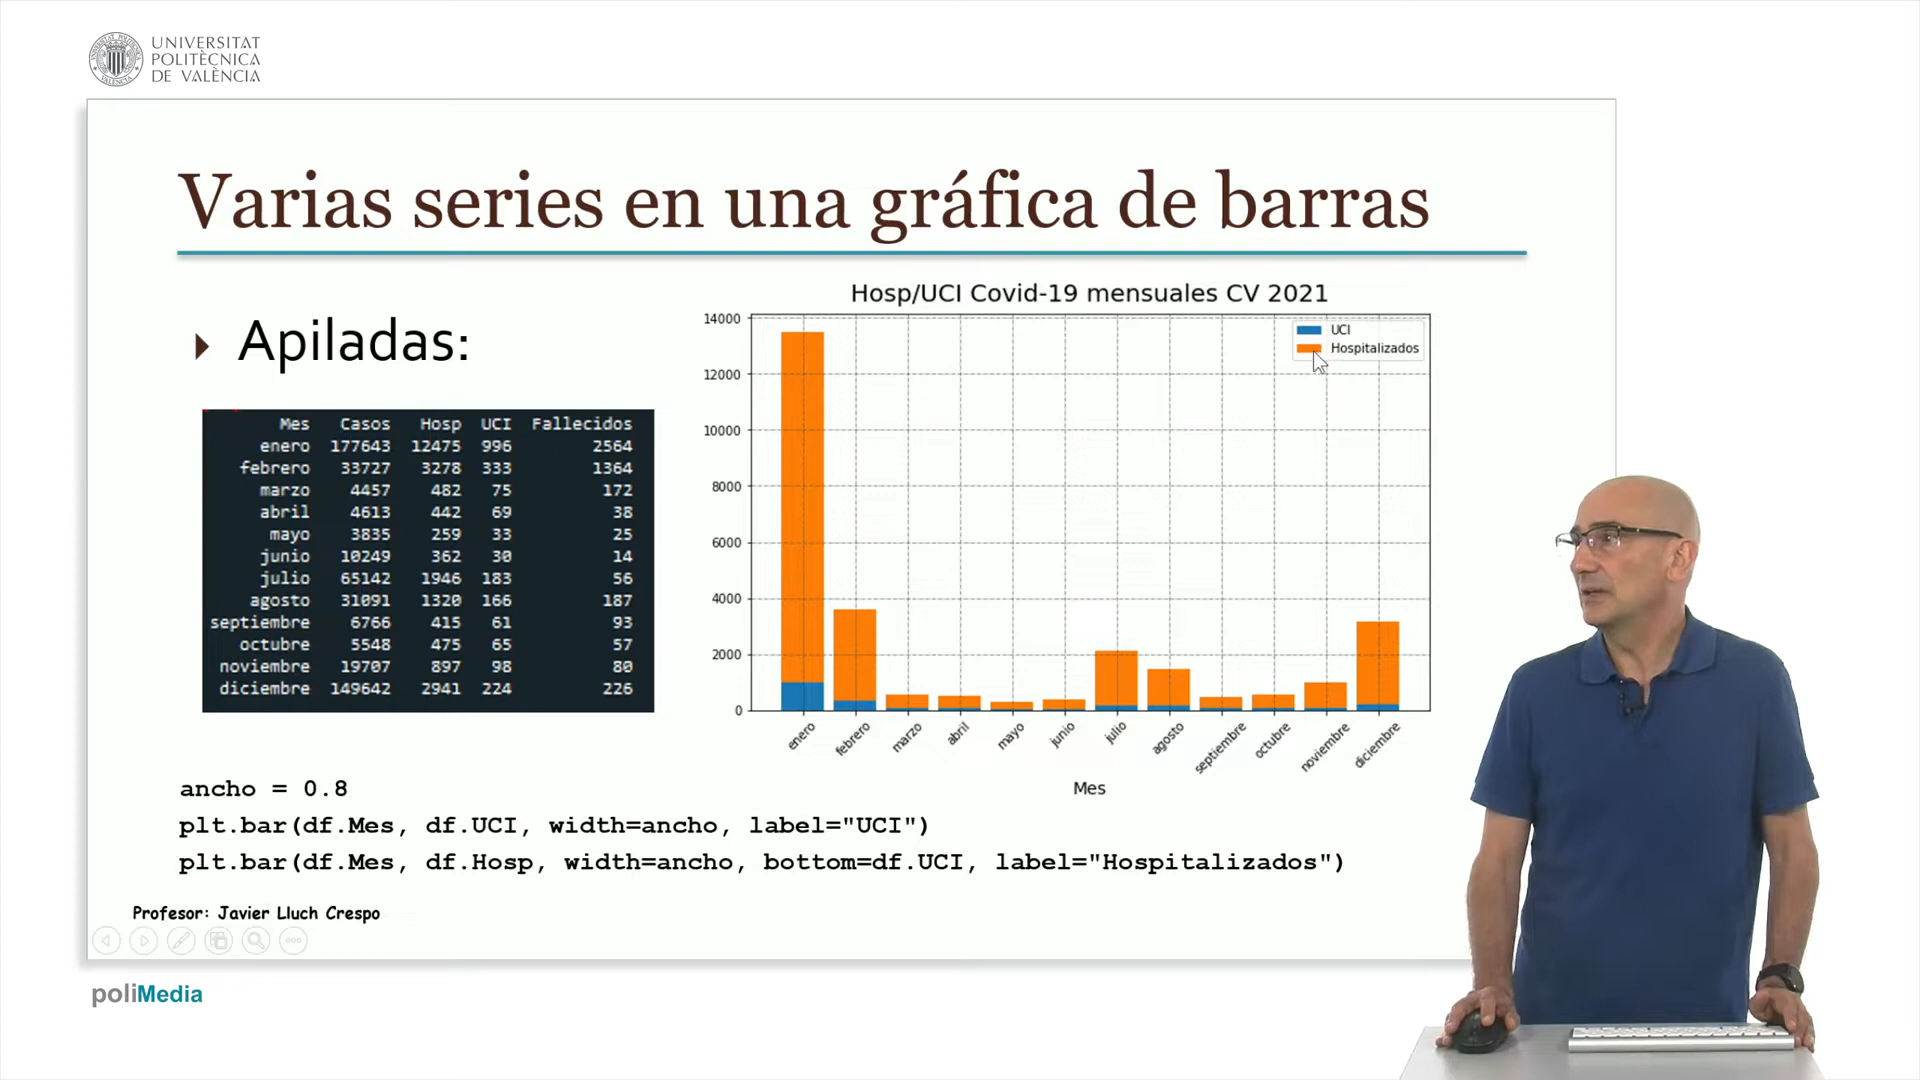 UNIVERSITAT
POLITÈCNICA
DE VALÈNCIA
Varias series en una gráfica de barras
Apiladas:
Mes Casos Hosp UCI Fallecidos
enero 177643 12475 996 2564
febrero 33727 3278 333 1364
marzo 4457 482 75 172
abril 4613 442 69 38
mayo 3835 259 33 25
junio 10249 362 30 14
julio 65142 1946 183 56
agosto 31091 1320 166 187
septiembre 6766 415 61 93
octubre 5548 475 65 57
noviembre 19707 897 98 80
diciembre 149642 2941 224 226
Hosp/UCI Covid-19 mensuales CV 2021
14000
12000
10000
8000
6000
4000
2000
0
UCI
Hospitalizados
enero
febrero
marzo
abril
mayo
junio
julio
agosto
septiembre
octubre
noviembre
diciembre
Mes
ancho = 0.8
plt.bar(df.Mes, df.UCI, width=ancho, label="UCI")
plt.bar(df.Mes, df.Hosp, width=ancho, bottom=df.UCI, label="Hospitalizados")
Profesor: Javier Lluch Crespo
poliMedia